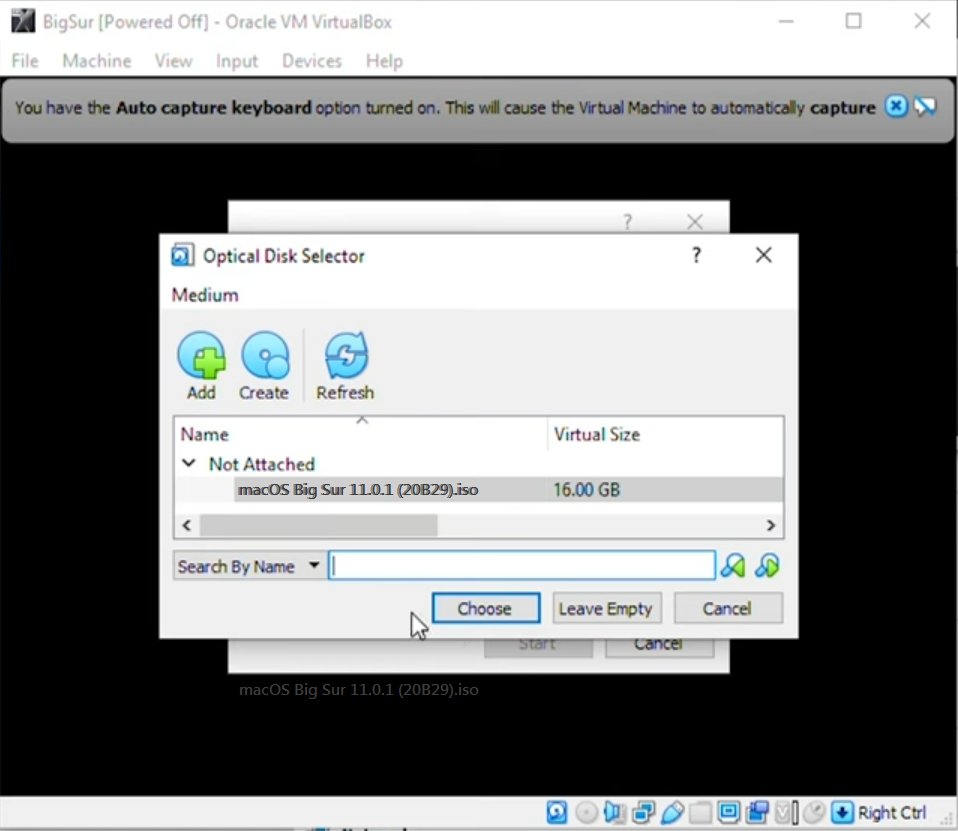 BigSur [Powered Off] - Oracle VM VirtualBox
File Machine View Input Devices Help
You have the Auto capture keyboard option turned on. This will cause the Virtual Machine to automatically capture
?
Optical Disk Selector ?
Medium
Add Create Refresh
Name Virtual Size
Not Attached
macOS Big Sur 11.0.1 (20B29).iso 16.00 GB
Search By Name
Choose Leave Empty Cancel
Start Cancel
macOS Big Sur 11.0.1 (20B29).iso
Right Ctrl